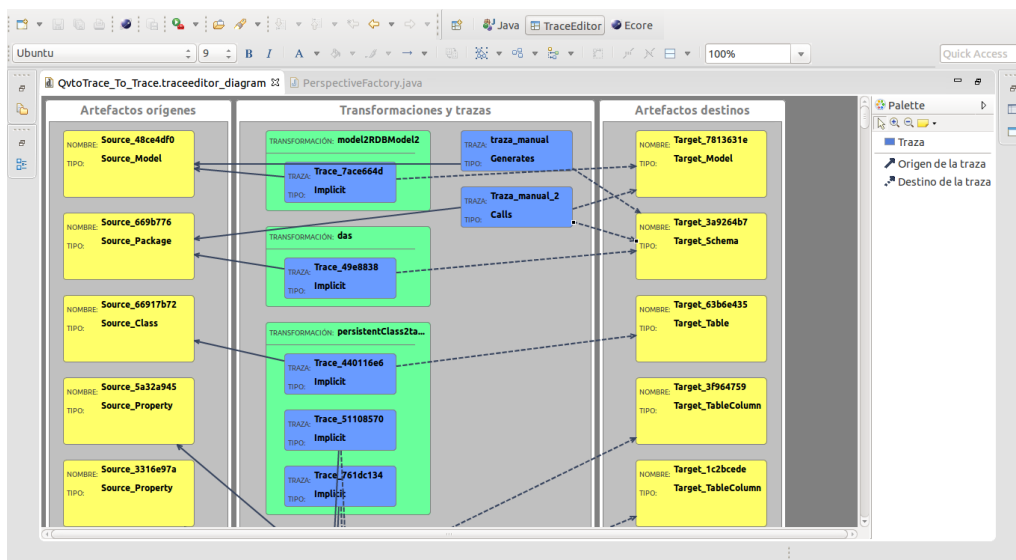 Java
TraceEditor
Ecore
Ubuntu
9
B I A
100%
Quick Access
QvtoTrace_To_Trace.traceeditor_diagram
PerspectiveFactory.java
Artefactos orígenes
Transformaciones y trazas
Artefactos destinos
NOMBRE: Source_48ce4df0
TIPO: Source_Model
NOMBRE: Source_669b776
TIPO: Source_Package
NOMBRE: Source_66917b72
TIPO: Source_Class
NOMBRE: Source_5a32a945
TIPO: Source_Property
NOMBRE: Source_3316e97a
TIPO: Source_Property
TRANSFORMACIÓN: model2RDBModel2
TRAZA: Trace_7ace664d
TIPO: Implicit
TRAZA: traza_manual
TIPO: Generates
TRAZA: Traza_manual_2
TIPO: Calls
TRANSFORMACIÓN: das
TRAZA: Trace_49e8838
TIPO: Implicit
TRANSFORMACIÓN: persistentClass2ta...
TRAZA: Trace_440116e6
TIPO: Implicit
TRAZA: Trace_51108570
TIPO: Implicit
TRAZA: Trace_761dc134
TIPO: Implicit
NOMBRE: Target_7813631e
TIPO: Target_Model
NOMBRE: Target_3a9264b7
TIPO: Target_Schema
NOMBRE: Target_63b6e435
TIPO: Target_Table
NOMBRE: Target_3f964759
TIPO: Target_TableColumn
NOMBRE: Target_1c2bcede
TIPO: Target_TableColumn
Palette
Traza
Origen de la traza
Destino de la traza